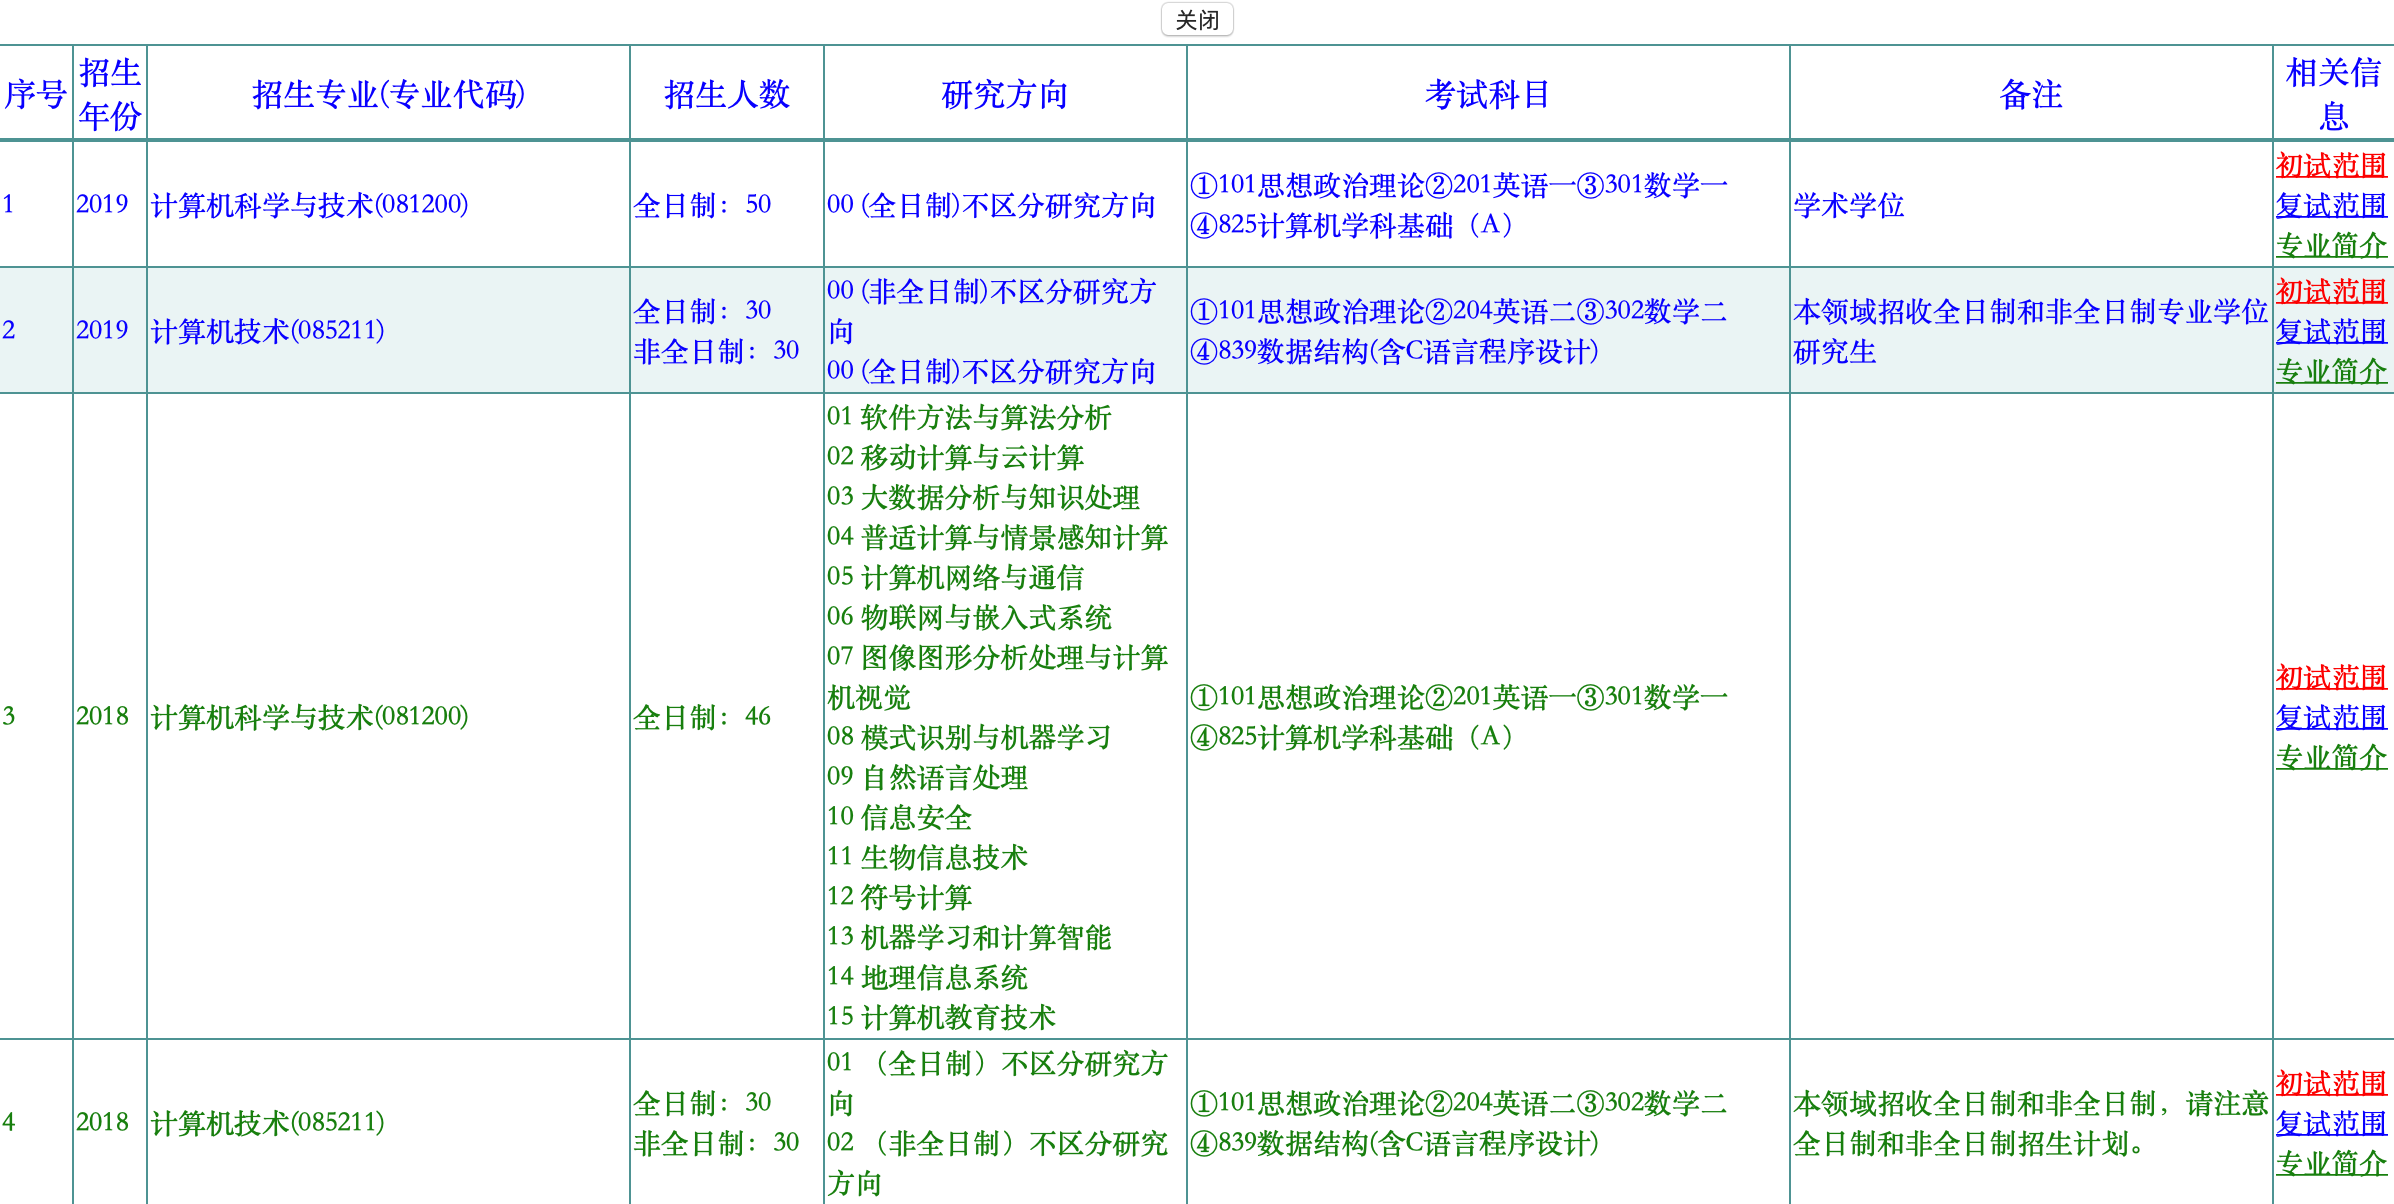 关闭
序号
招生
年份
招生专业(专业代码)
招生人数
研究方向
考试科目
备注
相关信
息
1
2019
计算机科学与技术(081200)
全日制：50
00 (全日制)不区分研究方向
①101思想政治理论②201英语一③301数学一
④825计算机学科基础（A）
学术学位
初试范围
复试范围
专业简介
2
2019
计算机技术(085211)
全日制：30
非全日制：30
00 (非全日制)不区分研究方
向
00 (全日制)不区分研究方向
①101思想政治理论②204英语二③302数学二
④839数据结构(含C语言程序设计)
本领域招收全日制和非全日制专业学位
研究生
初试范围
复试范围
专业简介
3
2018
计算机科学与技术(081200)
全日制：46
01 软件方法与算法分析
02 移动计算与云计算
03 大数据分析与知识处理
04 普适计算与情景感知计算
05 计算机网络与通信
06 物联网与嵌入式系统
07 图像图形分析处理与计算
机视觉
08 模式识别与机器学习
09 自然语言处理
10 信息安全
11 生物信息技术
12 符号计算
13 机器学习和计算智能
14 地理信息系统
15 计算机教育技术
①101思想政治理论②201英语一③301数学一
④825计算机学科基础（A）
初试范围
复试范围
专业简介
4
2018
计算机技术(085211)
全日制：30
非全日制：30
01 （全日制）不区分研究方
向
02 （非全日制）不区分研究
方向
①101思想政治理论②204英语二③302数学二
④839数据结构(含C语言程序设计)
本领域招收全日制和非全日制，请注意
全日制和非全日制招生计划。
初试范围
复试范围
专业简介